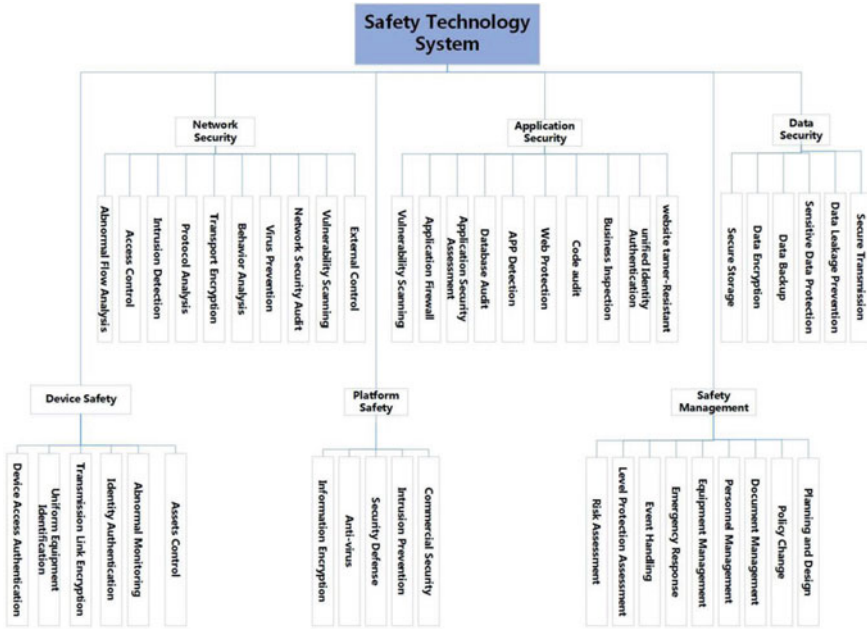 Safety Technology
System
Network
Security
Application
Security
Data
Security
Abnormal Flow Analysis
Access Control
Intrusion Detection
Protocol Analysis
Transport Encryption
Behavior Analysis
Virus Prevention
Network Security Audit
Vulnerability Scanning
External Control
Vulnerability Scanning
Application Firewall
Application Security
Assessment
Database Audit
APP Detection
Web Protection
Code audit
Business Inspection
unified Identity
Authentication
website tamer-Resistant
Secure Storage
Data Encryption
Data Backup
Sensitive Data Protection
Data Leakage Prevention
Secure Transmission
Device Safety
Platform
Safety
Safety
Management
Device Access Authentication
Uniform Equipment
Identification
Transmission Link Encryption
Identity Authentication
Abnormal Monitoring
Assets Control
Information Encryption
Anti-virus
Security Defense
Intrusion Prevention
Commercial Security
Risk Assessment
Level Protection Assessment
Event Handling
Emergency Response
Equipment Management
Personnel Management
Document Management
Policy Change
Planning and Design